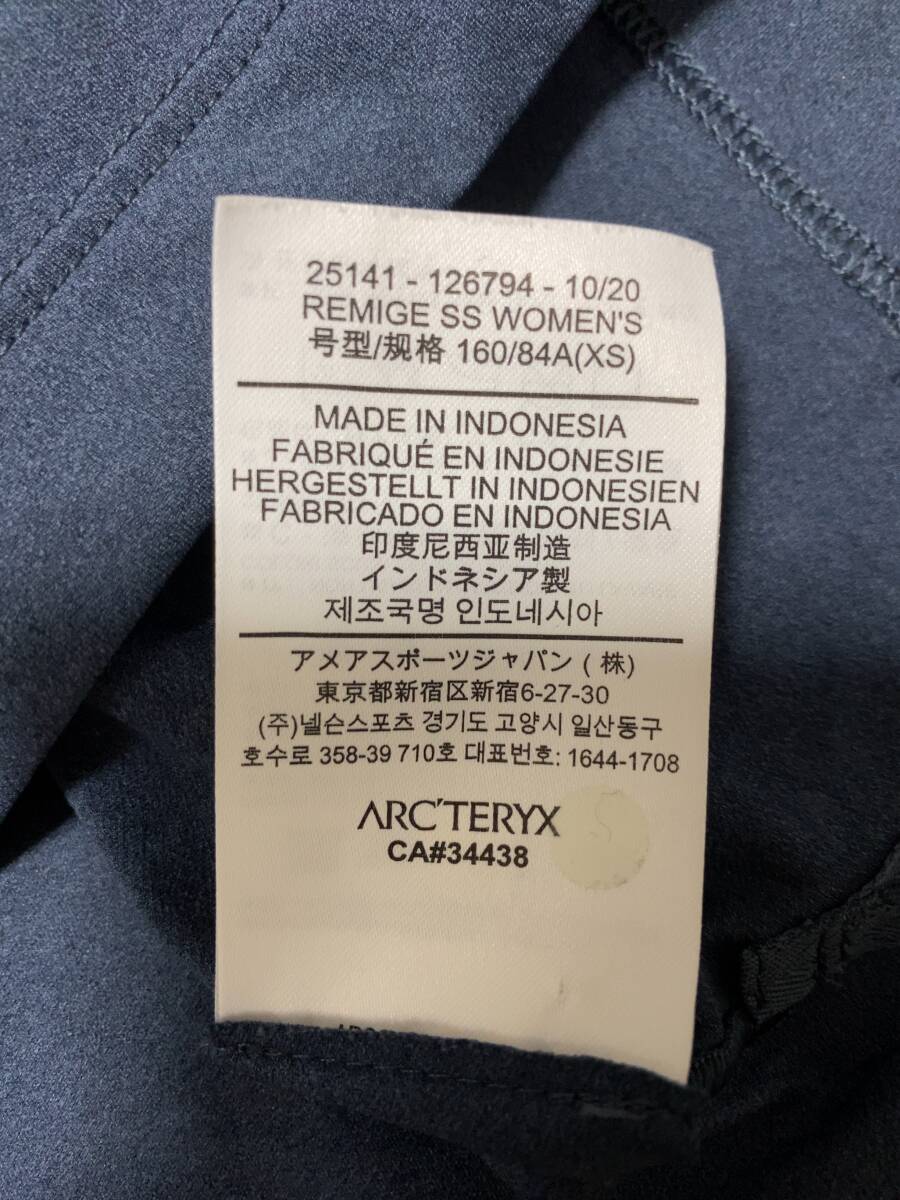 25141 - 126794 - 10/20
REMIGE SS WOMEN'S
号型/规格 160/84A(XS)
MADE IN INDONESIA
FABRIQUÉ EN INDONESIE
HERGESTELLT IN INDONESIEN
FABRICADO EN INDONESIA
印度尼西亚制造
インドネシア製
제조국명 인도네시아
アメアスポーツジャパン (株)
東京都新宿区新宿6-27-30
(주)넬슨스포츠 경기도 고양시 일산동구
호수로 358-39 710호 대표번호: 1644-1708
ARC'TERYX
CA#34438
S